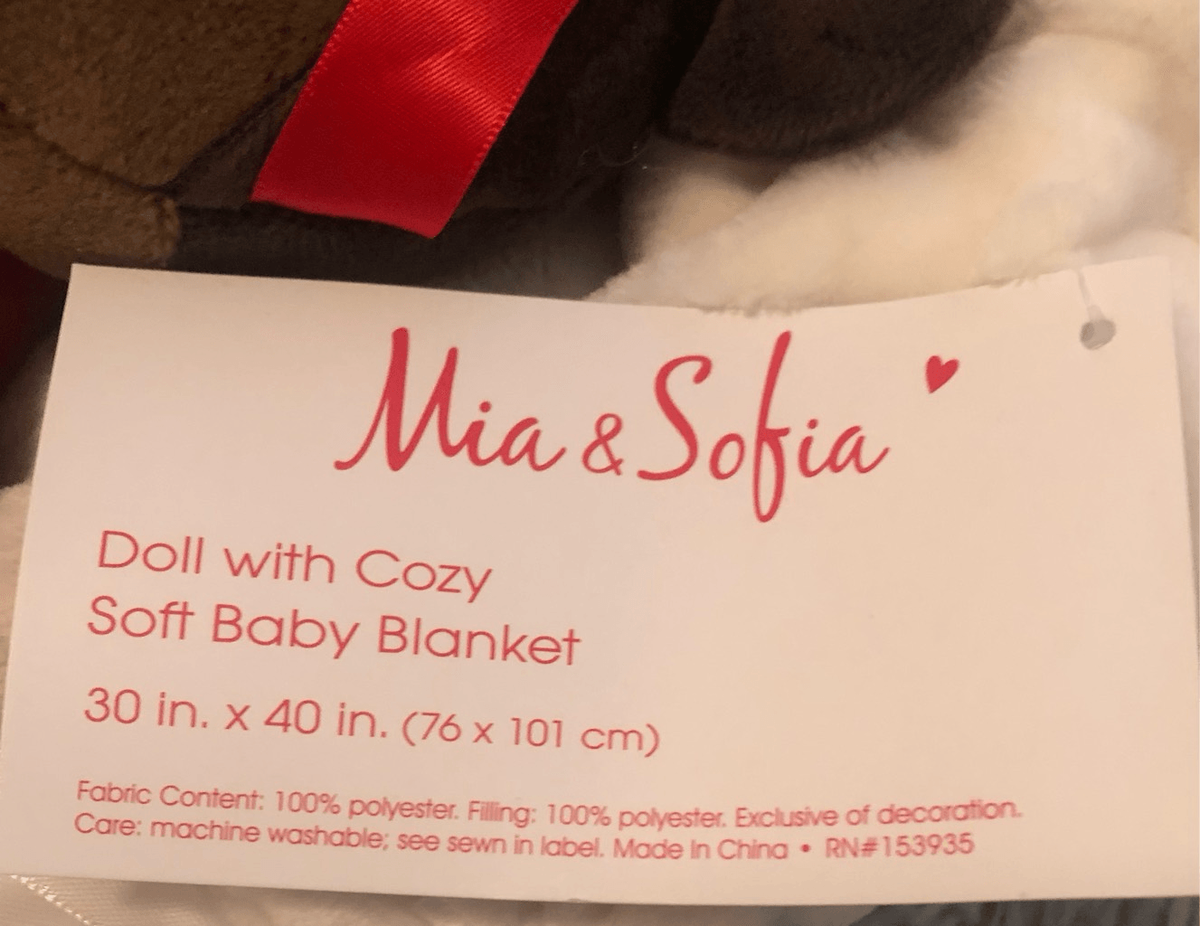 Mia & Sofia
Doll with Cozy
Soft Baby Blanket
30 in. x 40 in. (76 x 101 cm)
Fabric Content: 100% polyester. Filling: 100% polyester. Exclusive of decoration.
Care: machine washable; see sewn in label. Made In China • RN#153935